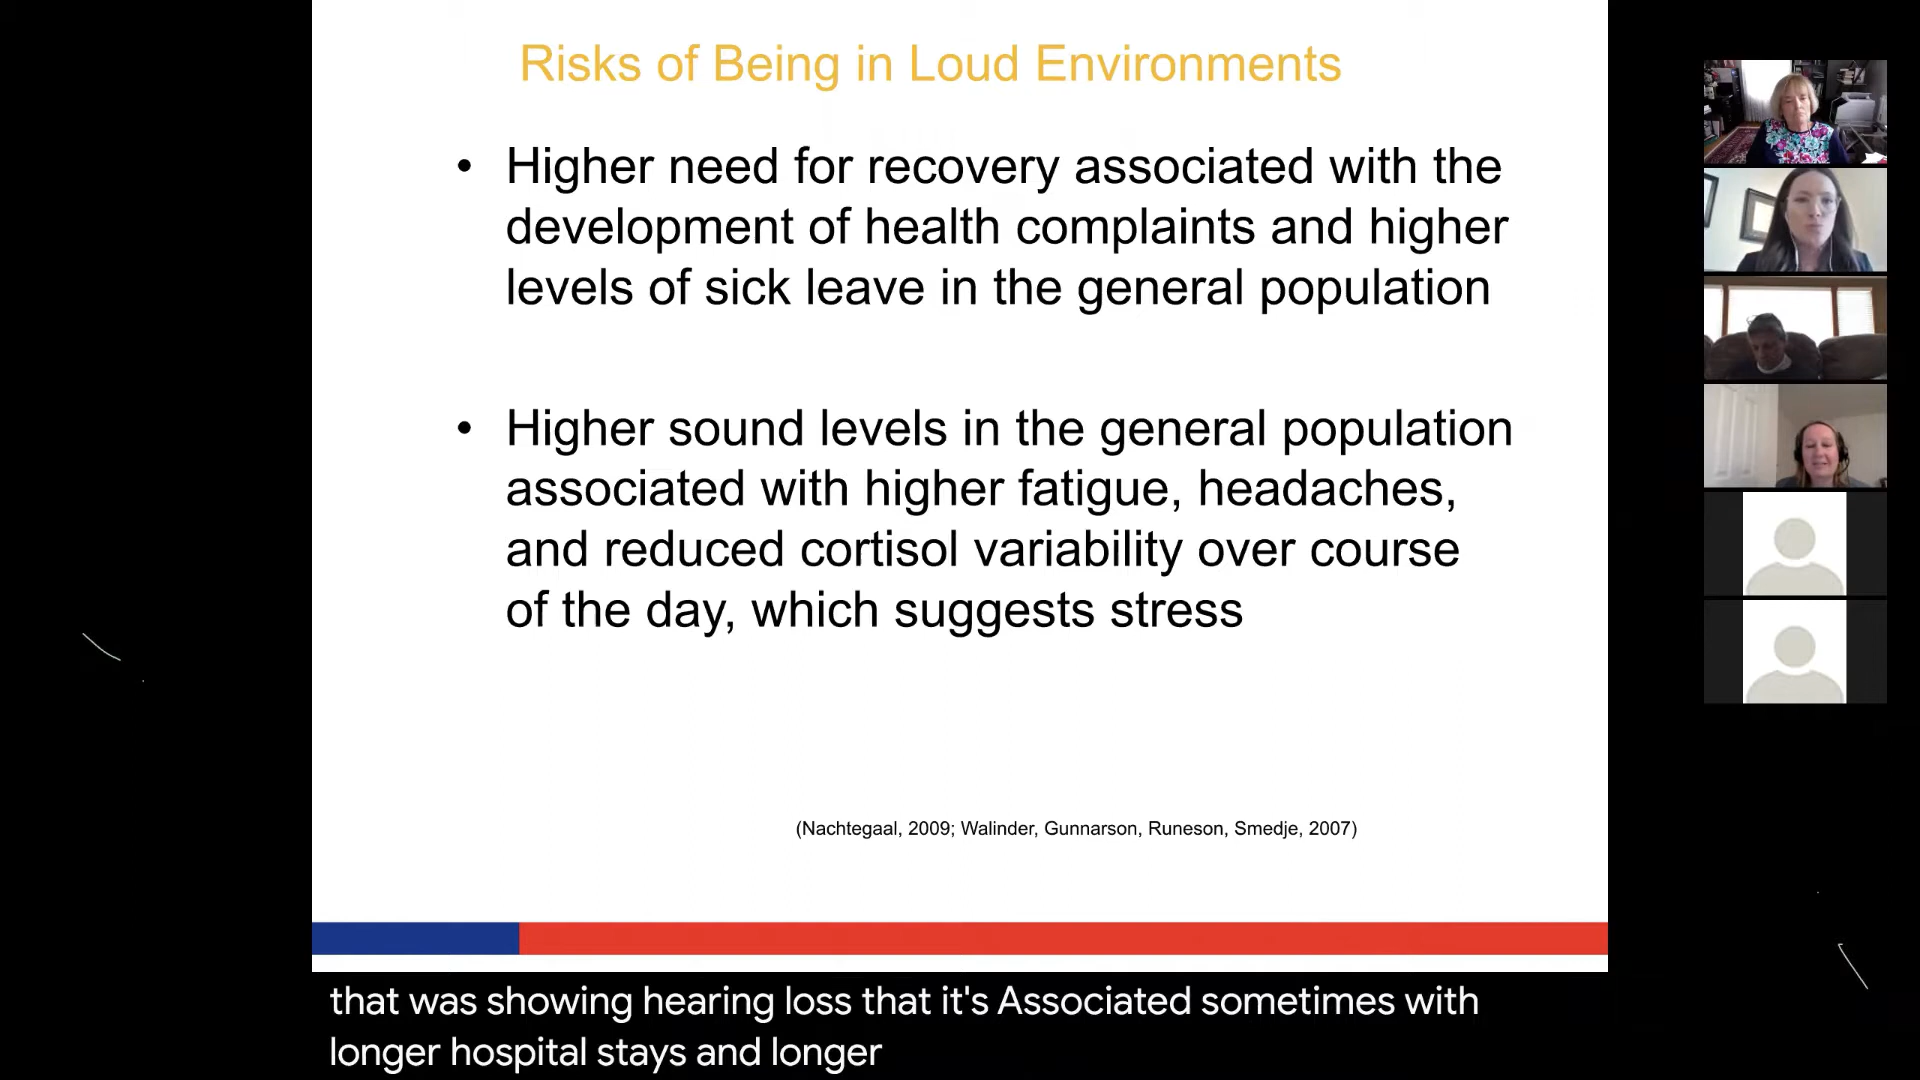 Risks of Being in Loud Environments
• Higher need for recovery associated with the
development of health complaints and higher
levels of sick leave in the general population
• Higher sound levels in the general population
associated with higher fatigue, headaches,
and reduced cortisol variability over course
of the day, which suggests stress
(Nachtegaal, 2009; Walinder, Gunnarson, Runeson, Smedje, 2007)
that was showing hearing loss that it's Associated sometimes with
longer hospital stays and longer